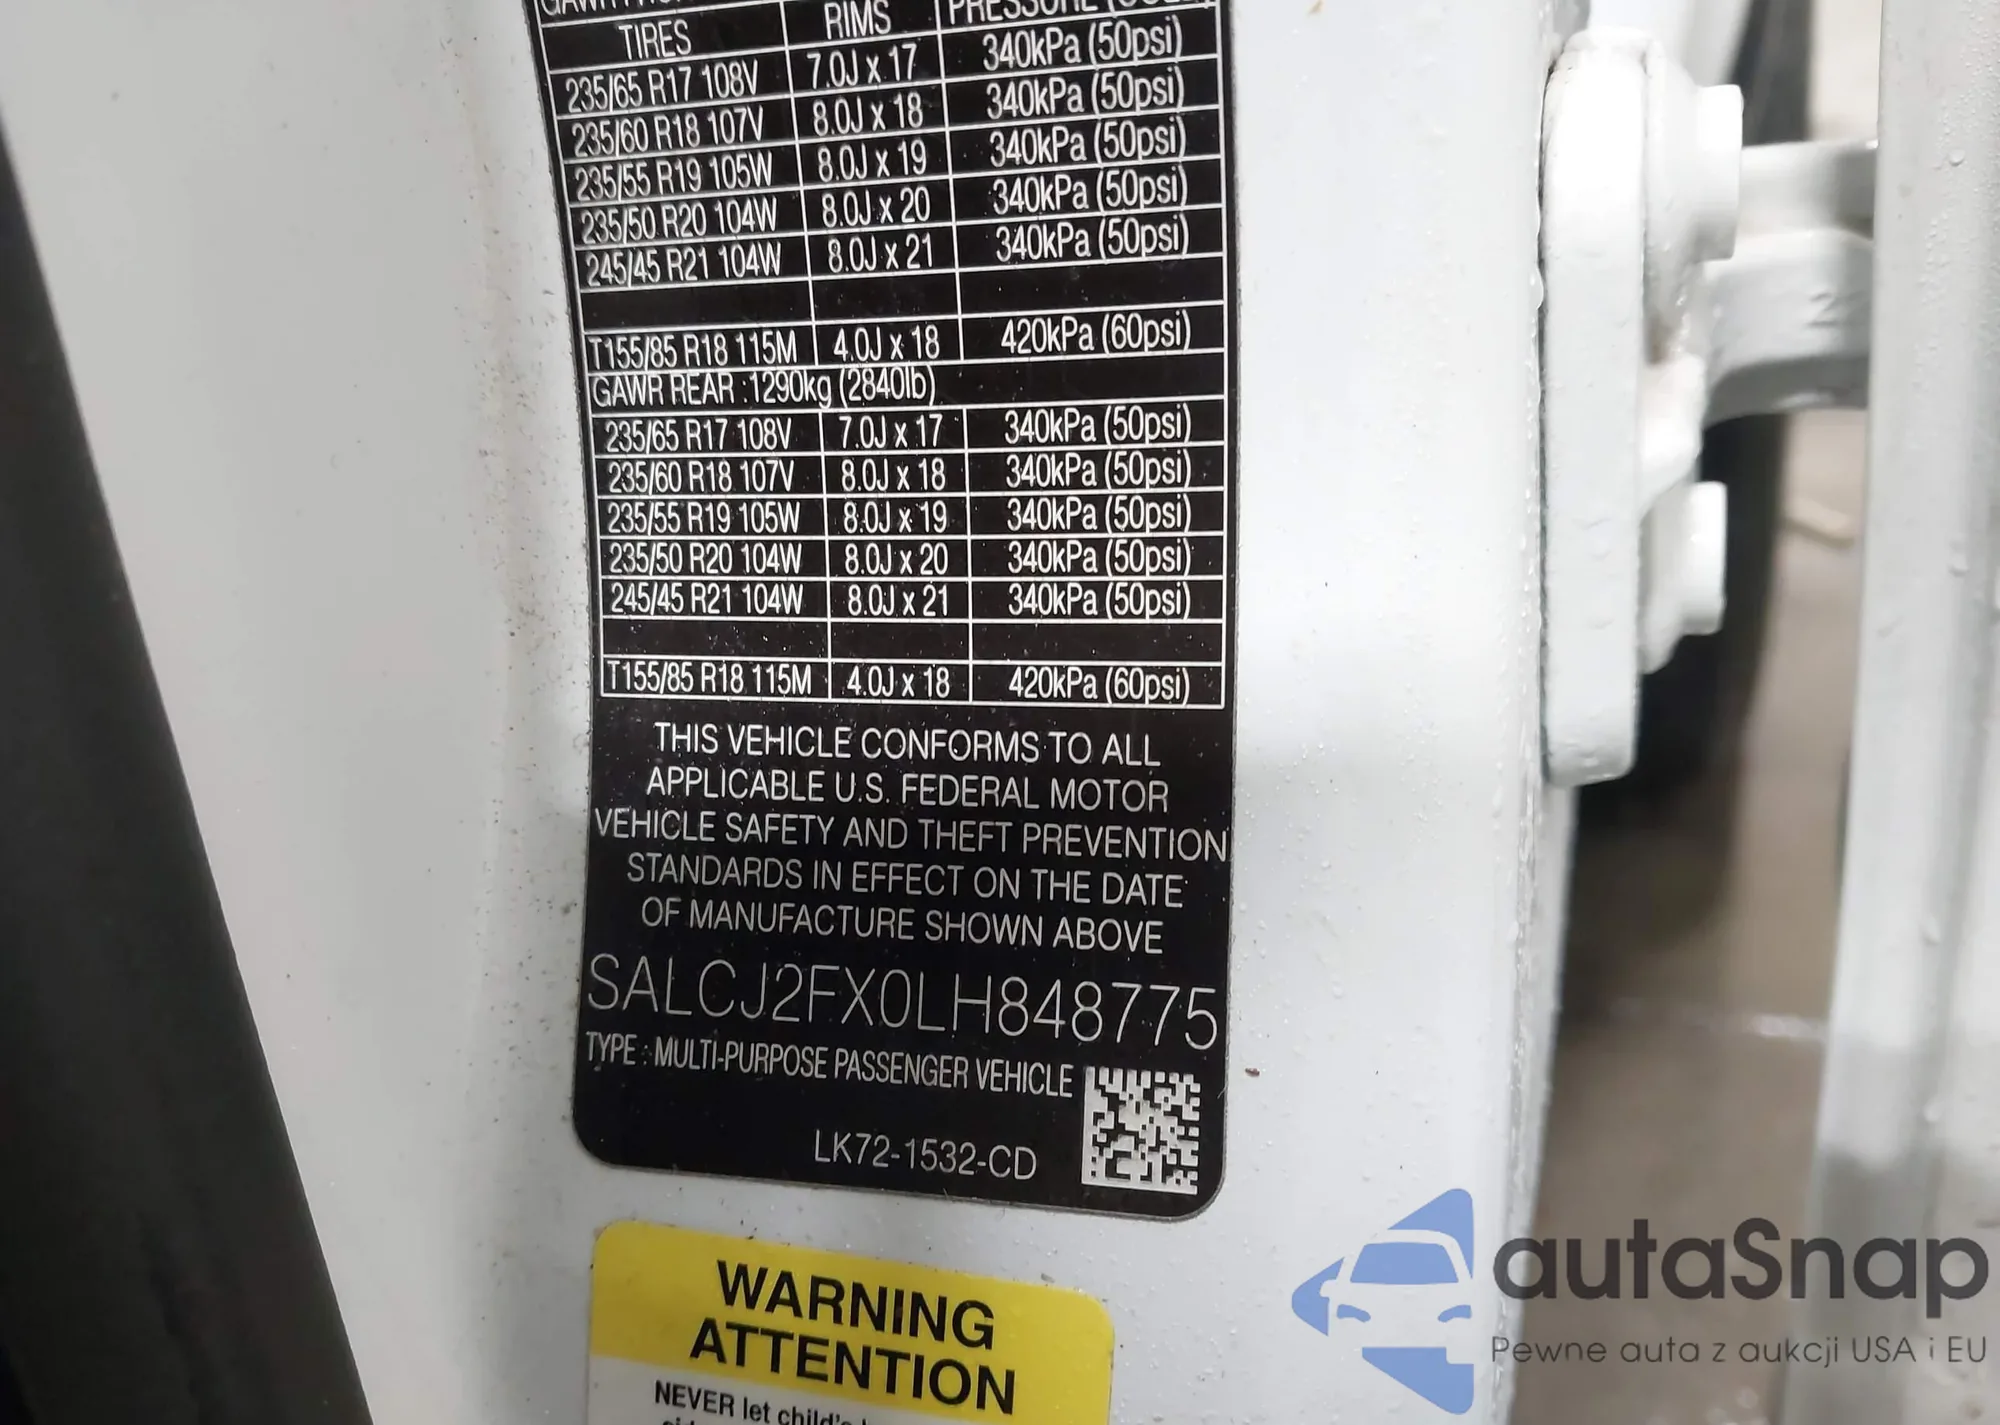 TIRES RIMS
235/65 R17 108V 7.0J x 17 340kPa (50psi)
235/60 R18 107V 8.0J x 18 340kPa (50psi)
235/55 R19 105W 8.0J x 19 340kPa (50psi)
235/50 R20 104W 8.0J x 20 340kPa (50psi)
245/45 R21 104W 8.0J x 21 340kPa (50psi)
T155/85 R18 115M 4.0J x 18 420kPa (60psi)
GAWR REAR :1290kg (2840lb)
235/65 R17 108V 7.0J x 17 340kPa (50psi)
235/60 R18 107V 8.0J x 18 340kPa (50psi)
235/55 R19 105W 8.0J x 19 340kPa (50psi)
235/50 R20 104W 8.0J x 20 340kPa (50psi)
245/45 R21 104W 8.0J x 21 340kPa (50psi)
T155/85 R18 115M 4.0J x 18 420kPa (60psi)
THIS VEHICLE CONFORMS TO ALL
APPLICABLE U.S. FEDERAL MOTOR
VEHICLE SAFETY AND THEFT PREVENTION
STANDARDS IN EFFECT ON THE DATE
OF MANUFACTURE SHOWN ABOVE
SALCJ2FX0LH848775
TYPE : MULTI-PURPOSE PASSENGER VEHICLE
LK72-1532-CD
WARNING
ATTENTION
NEVER let child's
autaSnap
Pewne auta z aukcji USA i EU